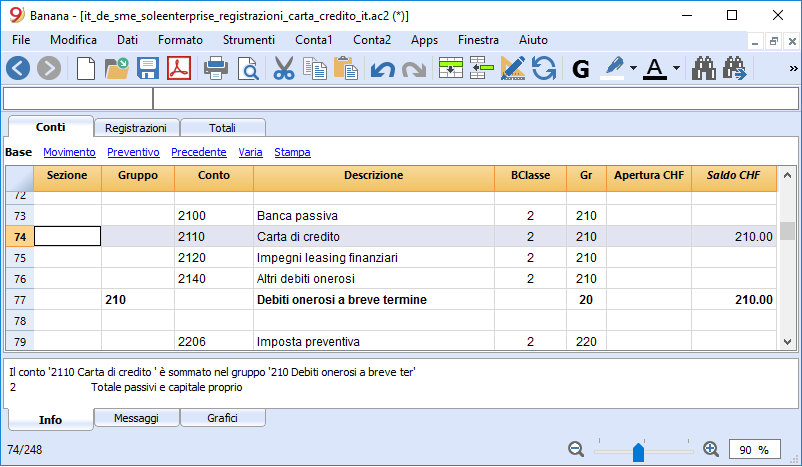 Banana - [it_de_sme_soleenterprise_registrazioni_carta_credito_it.ac2 (*)]
File Modifica Dati Formato Strumenti Conta1 Conta2 Apps Finestra Aiuto
G A »
Conti Registrazioni Totali
Base Movimento Preventivo Precedente Varia Stampa
Sezione Gruppo Conto Descrizione BClasse Gr Apertura CHF Saldo CHF
72
73 2100 Banca passiva 2 210
74 2110 Carta di credito 2 210 210.00
75 2120 Impegni leasing finanziari 2 210
76 2140 Altri debiti onerosi 2 210
77 210 Debiti onerosi a breve termine 20 210.00
78
79 2206 Imposta preventiva 2 220
Il conto '2110 Carta di credito ' è sommato nel gruppo '210 Debiti onerosi a breve ter'
2 Totale passivi e capitale proprio
Info Messaggi Grafici
74/248 90 %